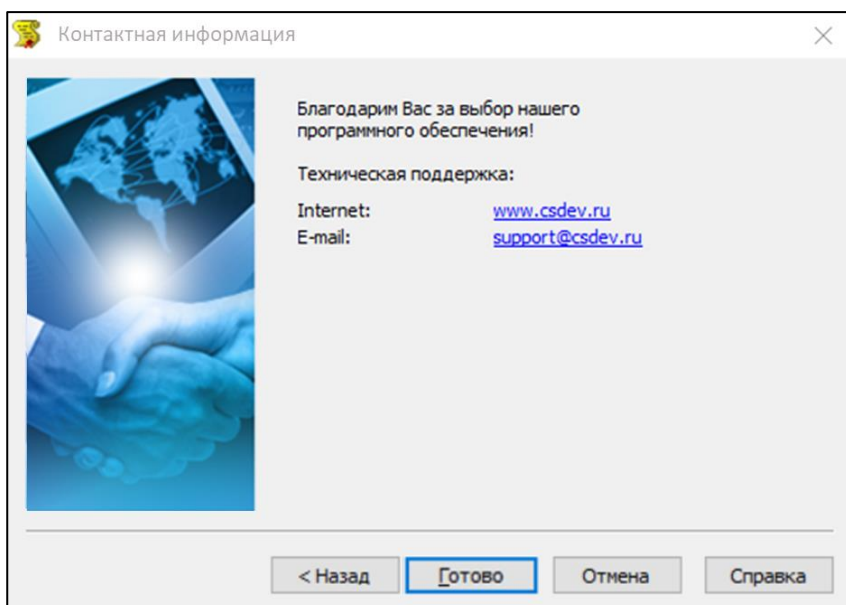 Контактная информация
Благодарим Вас за выбор нашего
программного обеспечения!
Техническая поддержка:
Internet: www.csdev.ru
E-mail: support@csdev.ru
< Назад Готово Отмена Справка